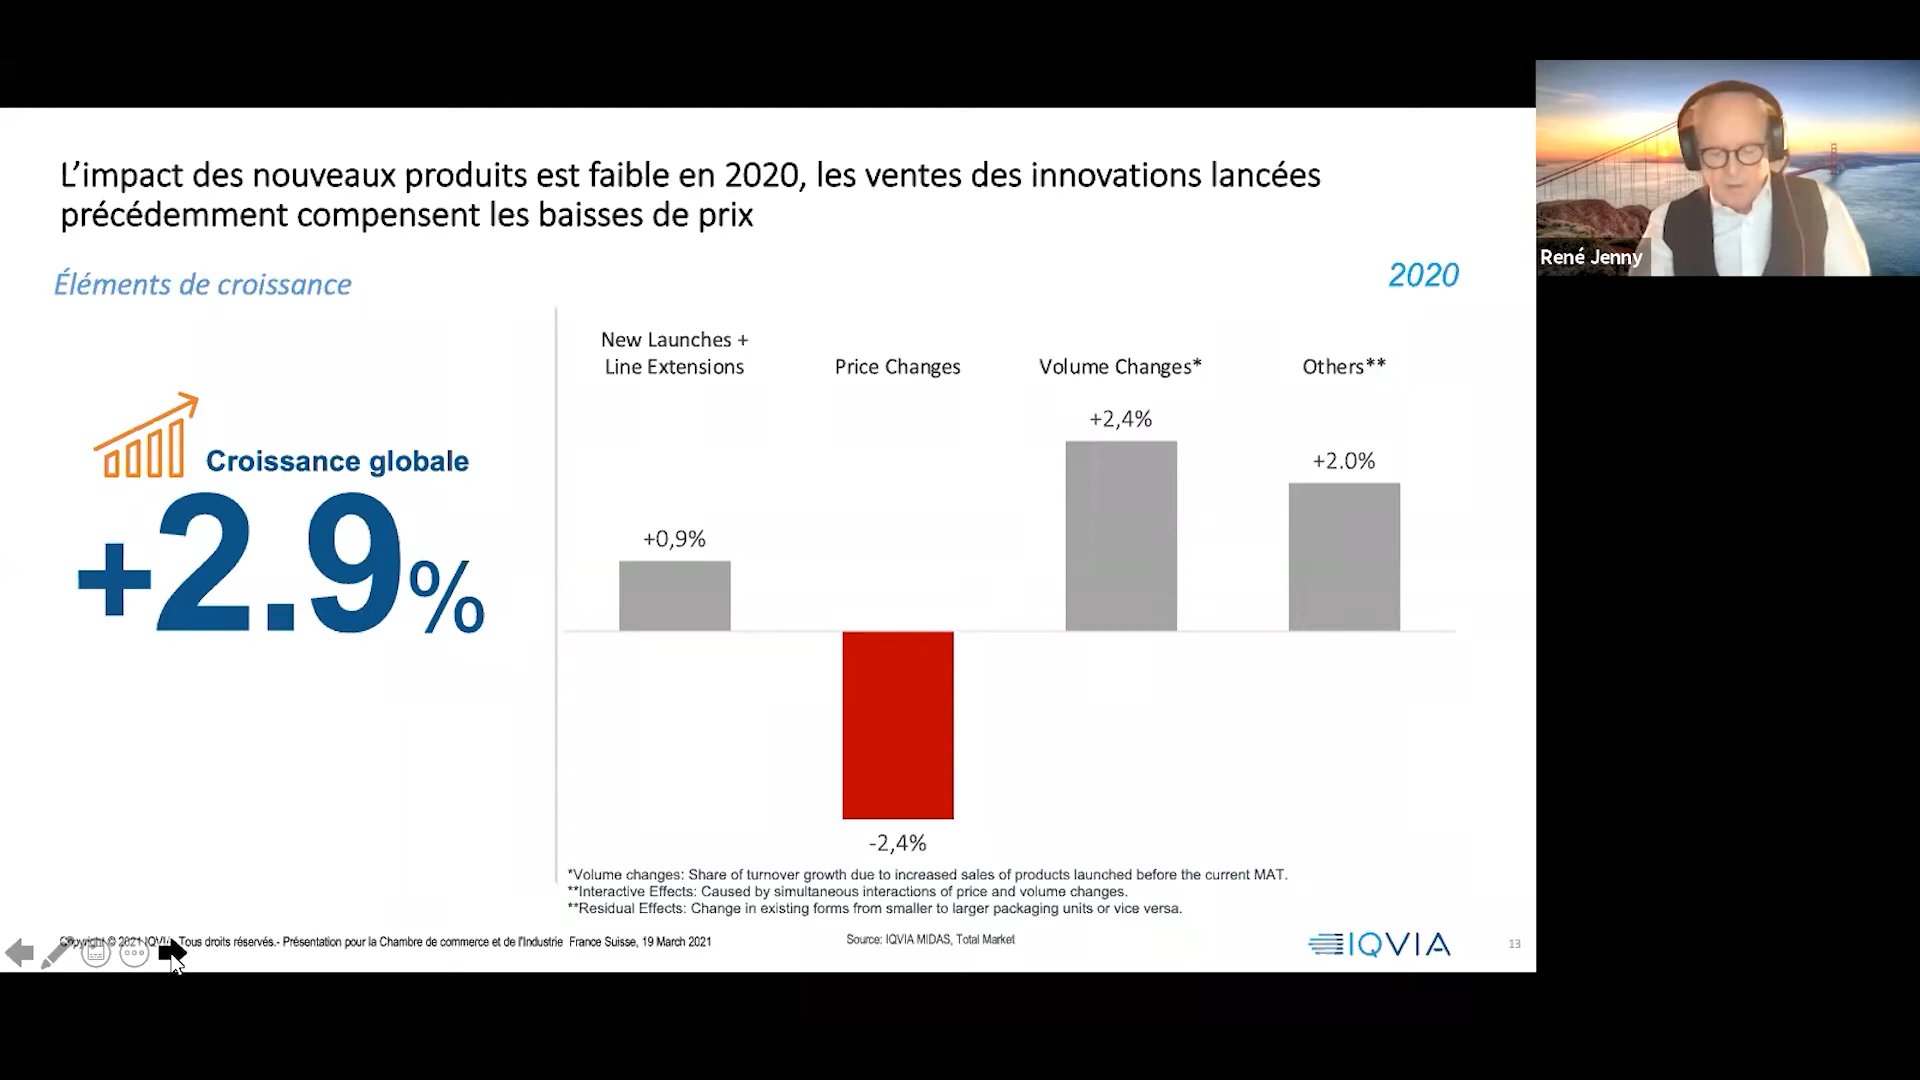 L'impact des nouveaux produits est faible en 2020, les ventes des innovations lancées
précédemment compensent les baisses de prix
Éléments de croissance
2020
René Jenny
Croissance globale
+2.9%
New Launches +
Line Extensions
Price Changes
Volume Changes*
Others**
+0,9%
-2,4%
+2,4%
+2.0%
*Volume changes: Share of turnover growth due to increased sales of products launched before the current MAT.
**Interactive Effects: Caused by simultaneous interactions of price and volume changes.
**Residual Effects: Change in existing forms from smaller to larger packaging units or vice versa.
Copyright © 2021 IQVIA. Tous droits réservés.- Présentation pour la Chambre de commerce et de l'Industrie France Suisse, 19 March 2021
Source: IQVIA MIDAS, Total Market
IQVIA
13